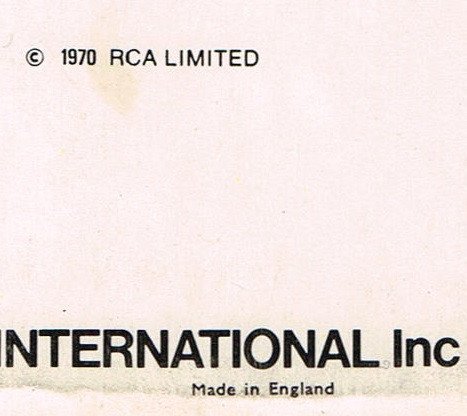 © 1970 RCA LIMITED
INTERNATIONAL Inc
Made in England